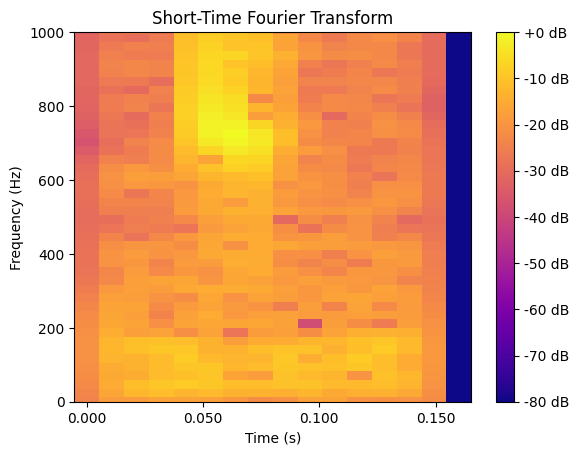 Short-Time Fourier Transform
1000
800
600
400
200
0
Frequency (Hz)
0.000
0.050
0.100
0.150
Time (s)
+0 dB
-10 dB
-20 dB
-30 dB
-40 dB
-50 dB
-60 dB
-70 dB
-80 dB